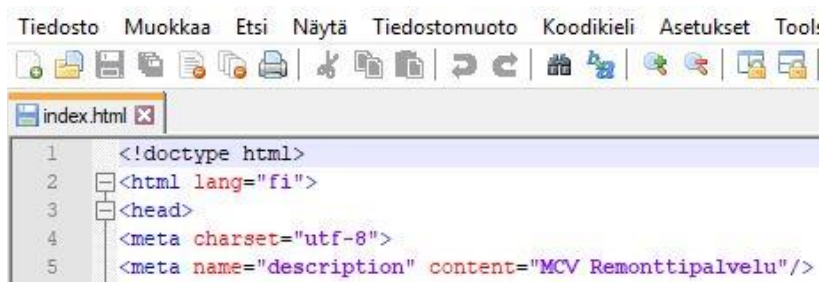 Tiedosto Muokkaa Etsi Näytä Tiedostomuoto Koodikieli Asetukset Tools
index.html
1 <!doctype html>
2 <html lang="fi">
3 <head>
4 <meta charset="utf-8">
5 <meta name="description" content="MCV Remonttipalvelu"/>